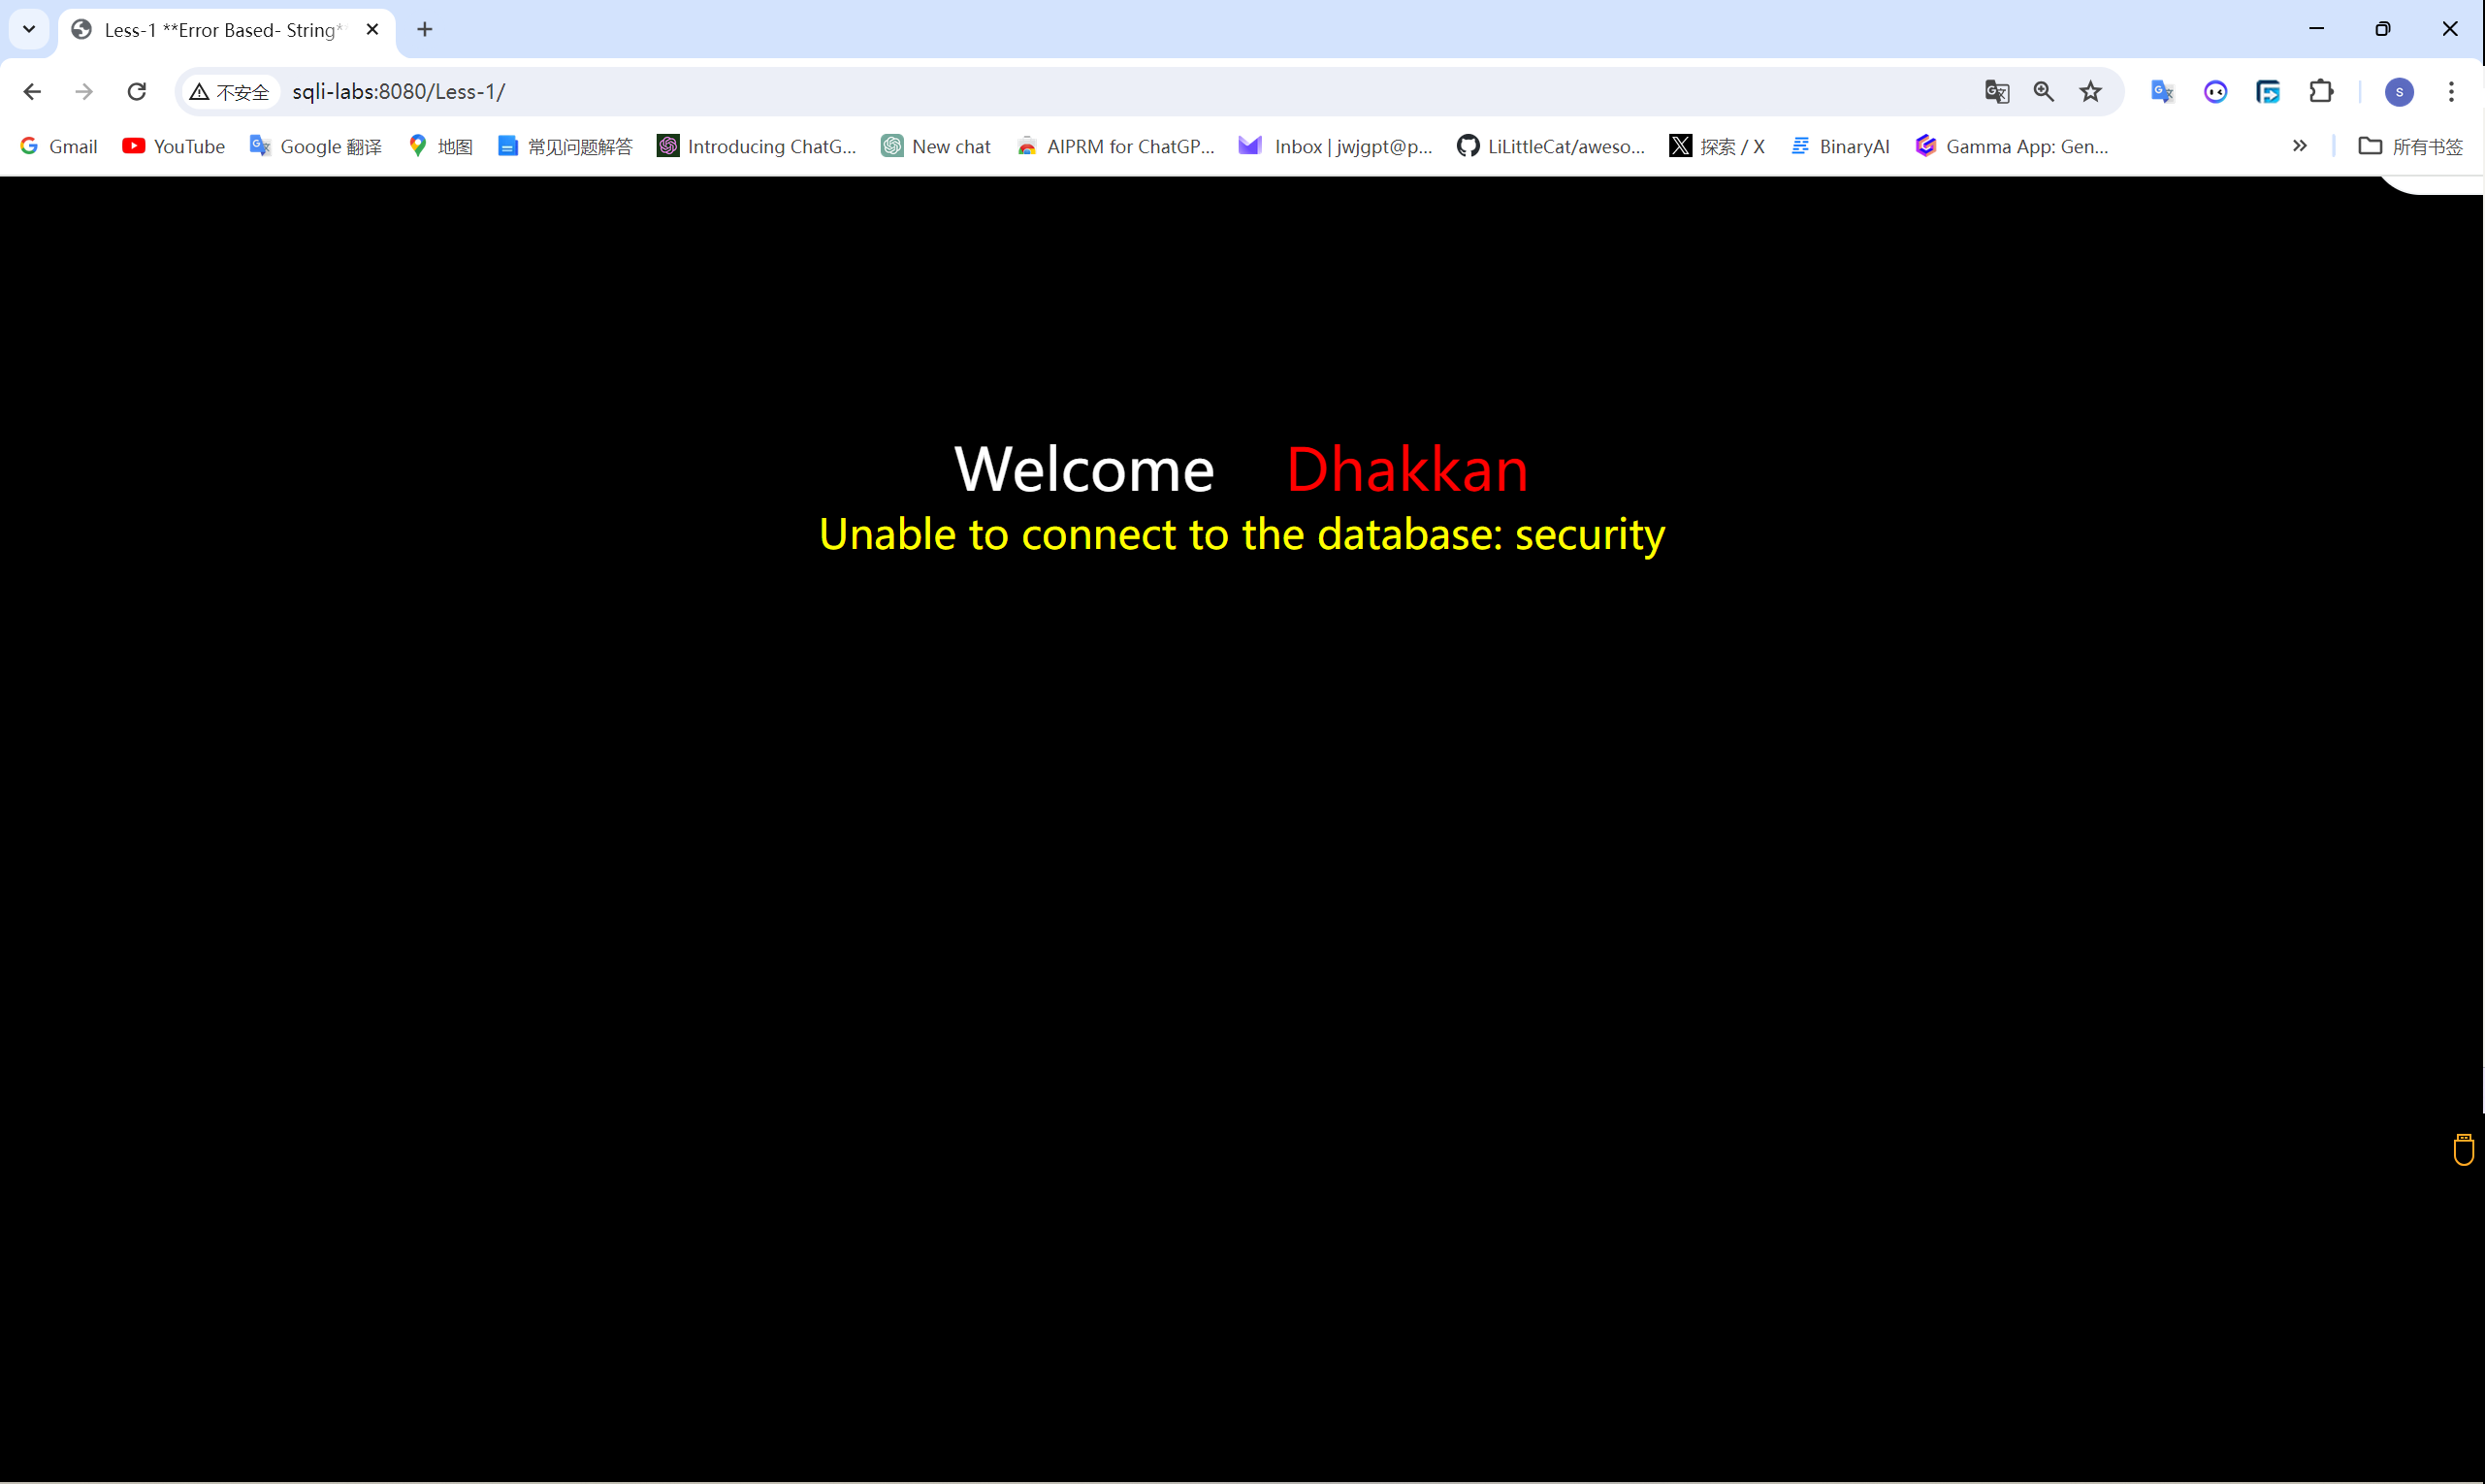 Less-1 **Error Based- String*
不安全 sqli-labs:8080/Less-1/
s
Gmail YouTube Google 翻译 地图 常见问题解答 Introducing ChatG... New chat AIPRM for ChatGP... Inbox | jwjgpt@p... LiLittleCat/aweso... 探索 / X BinaryAI Gamma App: Gen... » 所有书签
Welcome Dhakkan
Unable to connect to the database: security